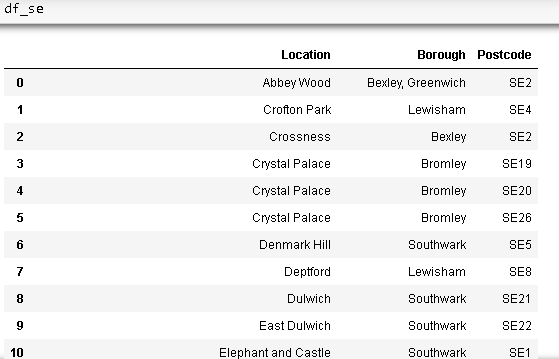 df_se
Location Borough Postcode
0 Abbey Wood Bexley, Greenwich SE2
1 Crofton Park Lewisham SE4
2 Crossness Bexley SE2
3 Crystal Palace Bromley SE19
4 Crystal Palace Bromley SE20
5 Crystal Palace Bromley SE26
6 Denmark Hill Southwark SE5
7 Deptford Lewisham SE8
8 Dulwich Southwark SE21
9 East Dulwich Southwark SE22
10 Elephant and Castle Southwark SE1